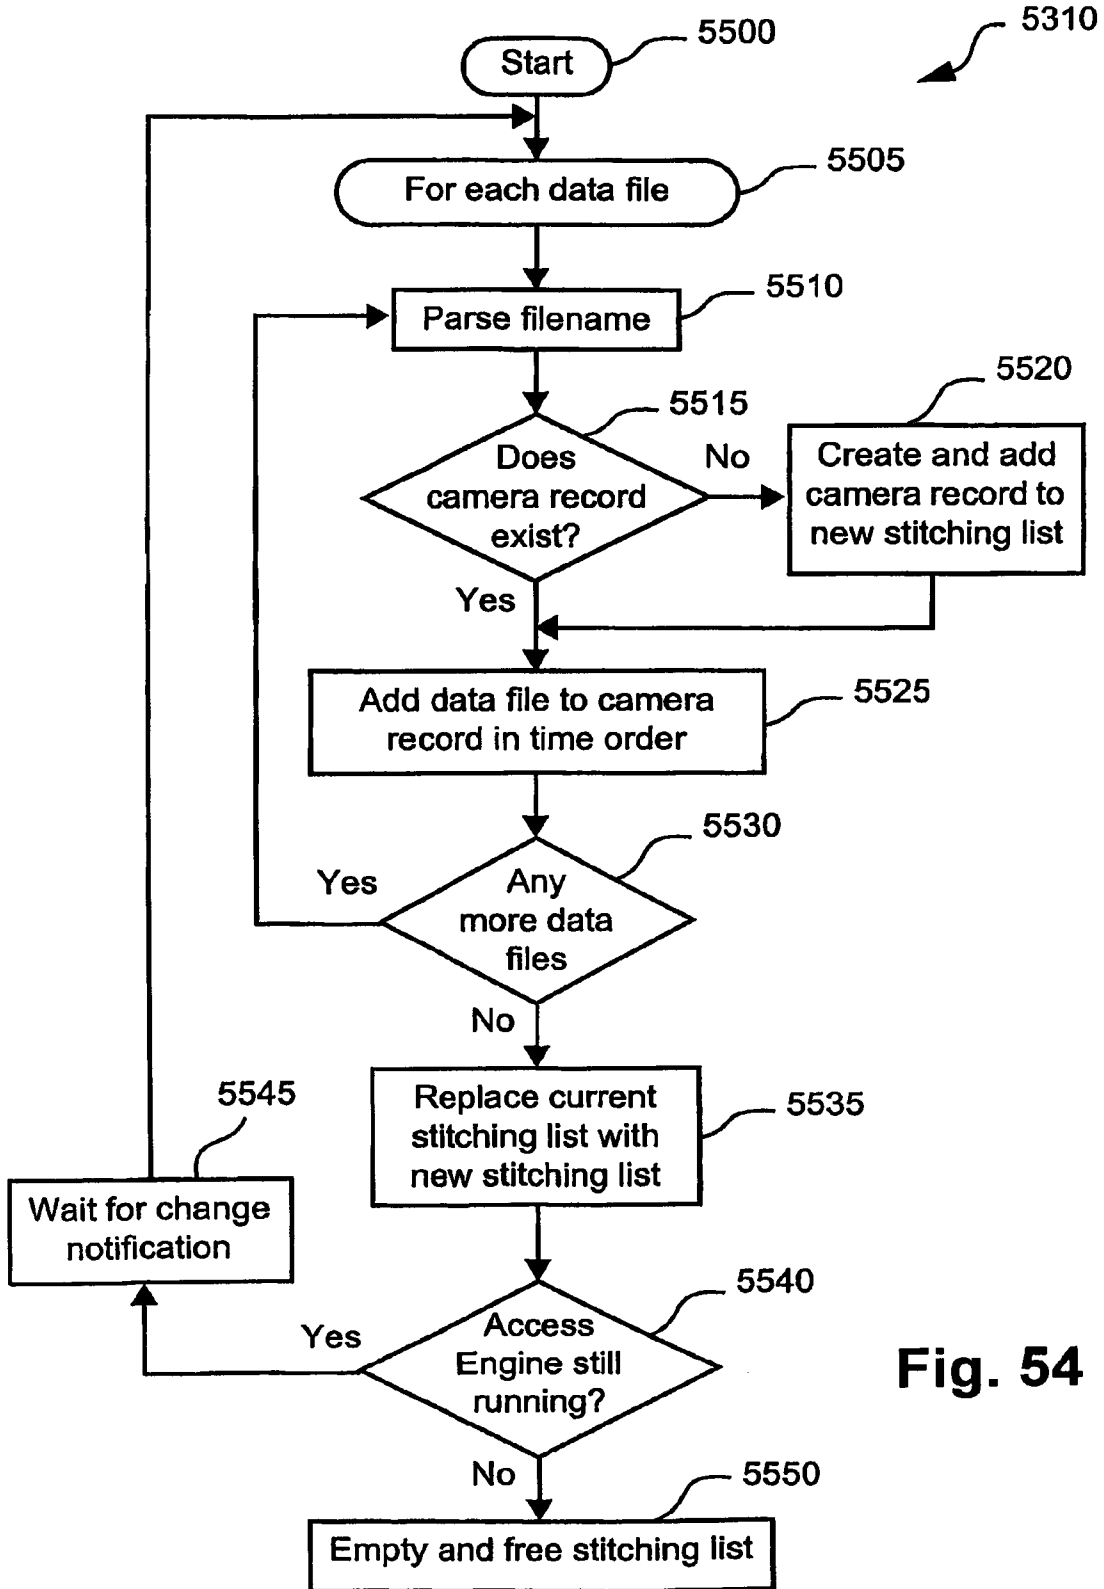 5310
5500
Start
5505
For each data file
5510
Parse filename
5515
Does
camera record
exist?
No
Yes
5520
Create and add
camera record to
new stitching list
5525
Add data file to camera
record in time order
5530
Any
more data
files
Yes
No
5535
Replace current
stitching list with
new stitching list
5545
Wait for change
notification
5540
Access
Engine still
running?
Yes
No
5550
Empty and free stitching list
Fig. 54